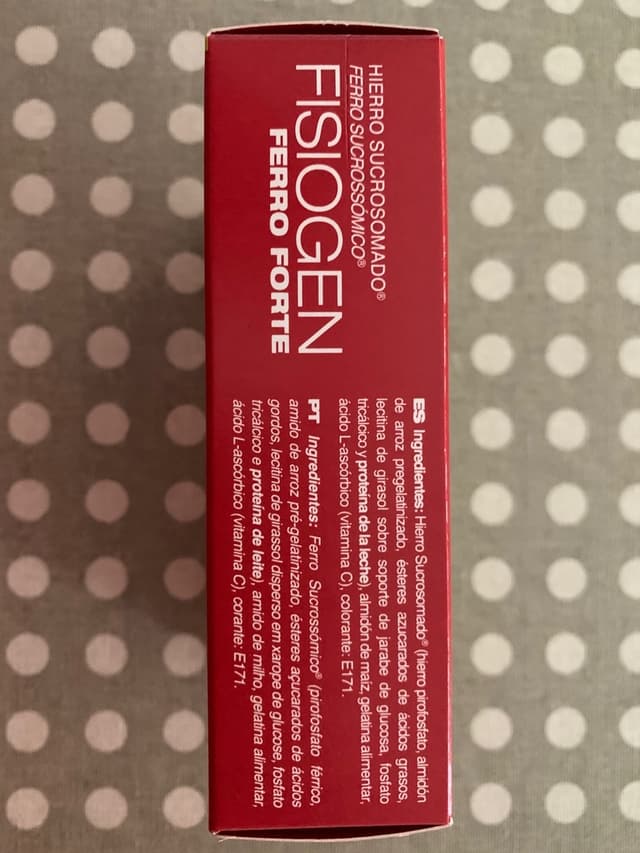 HIERRO SUCROSOMADO®
FERRO SUCROSSÓMICO®
FISIOGEN
FERRO FORTE
ES Ingredientes: Hierro Sucrosomado® (hierro pirofosfato, almidón
de arroz pregelatinizado, ésteres azucarados de ácidos grasos,
lecitina de girasol sobre soporte de jarabe de glucosa, fosfato
tricálcico y proteína de la leche), almidón de maíz, gelatina alimentar,
ácido L-ascórbico (vitamina C), colorante: E171.
PT Ingredientes: Ferro Sucrossómico® (pirofosfato férrico,
amido de arroz pré-gelatinizado, ésteres açucarados de ácidos
gordos, lecitina de girassol disperso em xarope de glucose, fosfato
tricálcico e proteína de leite), amido de milho, gelatina alimentar,
ácido L-ascórbico (vitamina C), corante: E171.